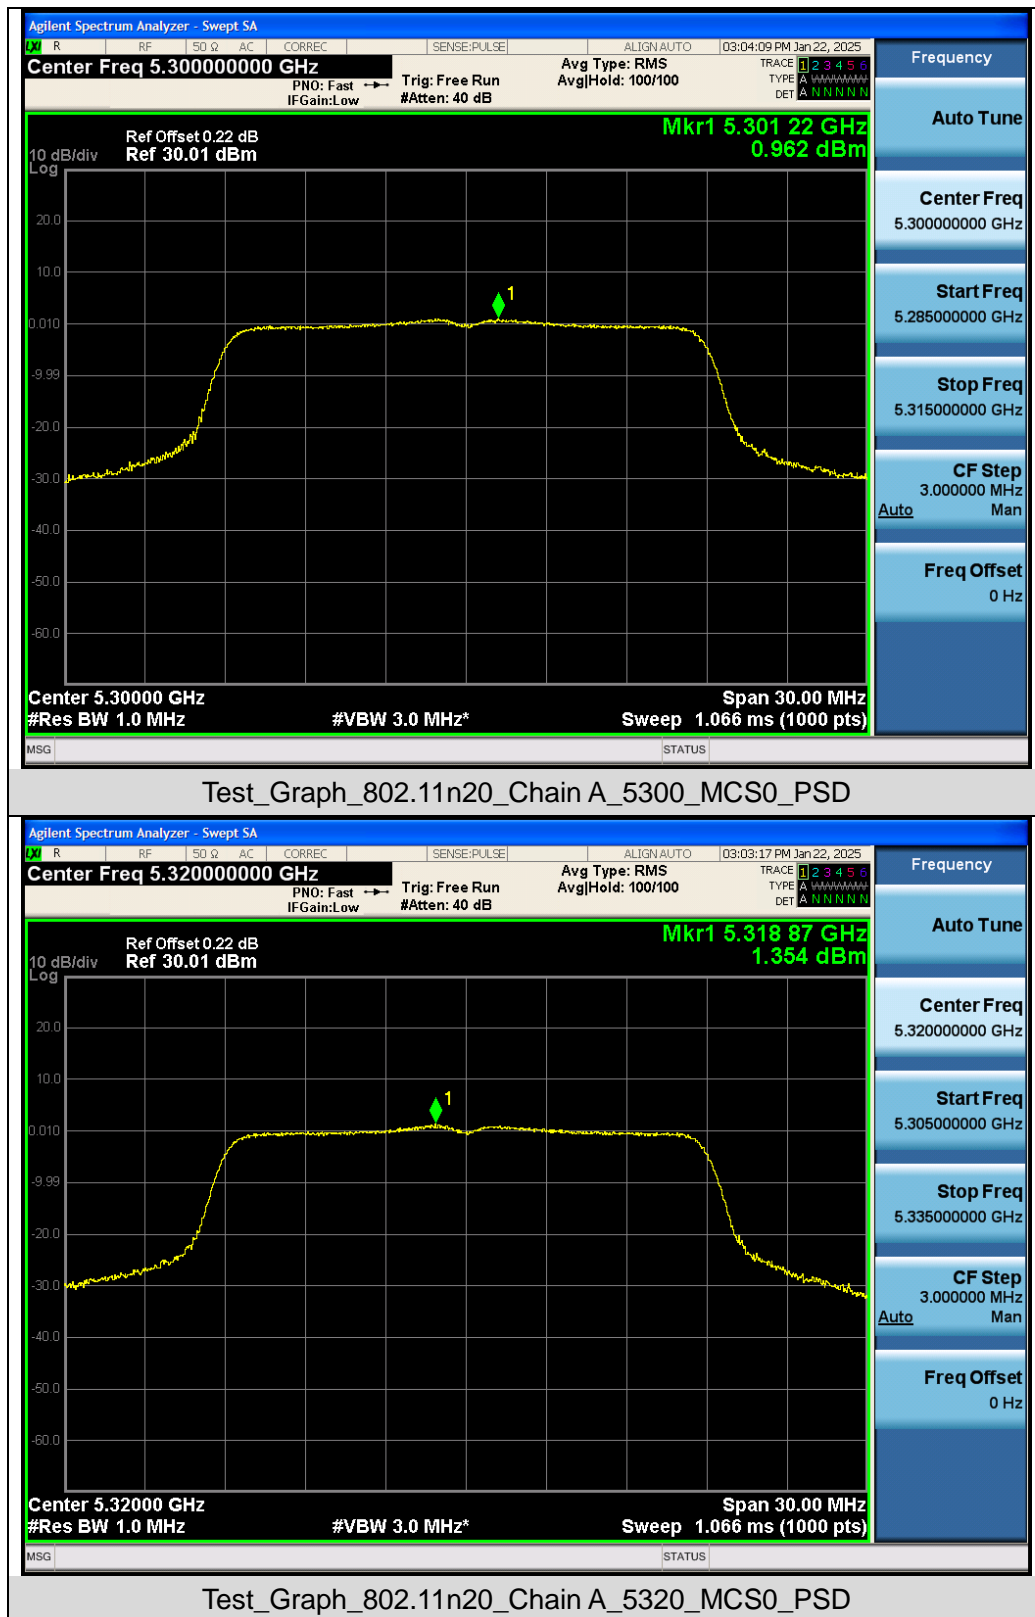 Agilent Spectrum Analyzer - Swept SA
LXI R RF 50 Ω AC CORREC SENSE:PULSE ALIGN AUTO 03:04:09 PM Jan 22, 2025
Center Freq 5.300000000 GHz
PNO: Fast
IFGain:Low
Trig: Free Run
#Atten: 40 dB
Avg Type: RMS
Avg|Hold: 100/100
TRACE 1 2 3 4 5 6
TYPE A WWWWW
DET A N N N N N
Ref Offset 0.22 dB
10 dB/div Ref 30.01 dBm
Log
Mkr1 5.301 22 GHz
0.962 dBm
20.0
10.0
0.010
-9.99
-20.0
-30.0
-40.0
-50.0
-60.0
1
Center 5.30000 GHz Span 30.00 MHz
#Res BW 1.0 MHz #VBW 3.0 MHz* Sweep 1.066 ms (1000 pts)
MSG STATUS
Frequency
Auto Tune
Center Freq
5.300000000 GHz
Start Freq
5.285000000 GHz
Stop Freq
5.315000000 GHz
CF Step
3.000000 MHz
Auto Man
Freq Offset
0 Hz
Test_Graph_802.11n20_Chain A_5300_MCS0_PSD
Agilent Spectrum Analyzer - Swept SA
LXI R RF 50 Ω AC CORREC SENSE:PULSE ALIGN AUTO 03:03:17 PM Jan 22, 2025
Center Freq 5.320000000 GHz
PNO: Fast
IFGain:Low
Trig: Free Run
#Atten: 40 dB
Avg Type: RMS
Avg|Hold: 100/100
TRACE 1 2 3 4 5 6
TYPE A WWWWW
DET A N N N N N
Ref Offset 0.22 dB
10 dB/div Ref 30.01 dBm
Log
Mkr1 5.318 87 GHz
1.354 dBm
20.0
10.0
0.010
-9.99
-20.0
-30.0
-40.0
-50.0
-60.0
1
Center 5.32000 GHz Span 30.00 MHz
#Res BW 1.0 MHz #VBW 3.0 MHz* Sweep 1.066 ms (1000 pts)
MSG STATUS
Frequency
Auto Tune
Center Freq
5.320000000 GHz
Start Freq
5.305000000 GHz
Stop Freq
5.335000000 GHz
CF Step
3.000000 MHz
Auto Man
Freq Offset
0 Hz
Test_Graph_802.11n20_Chain A_5320_MCS0_PSD